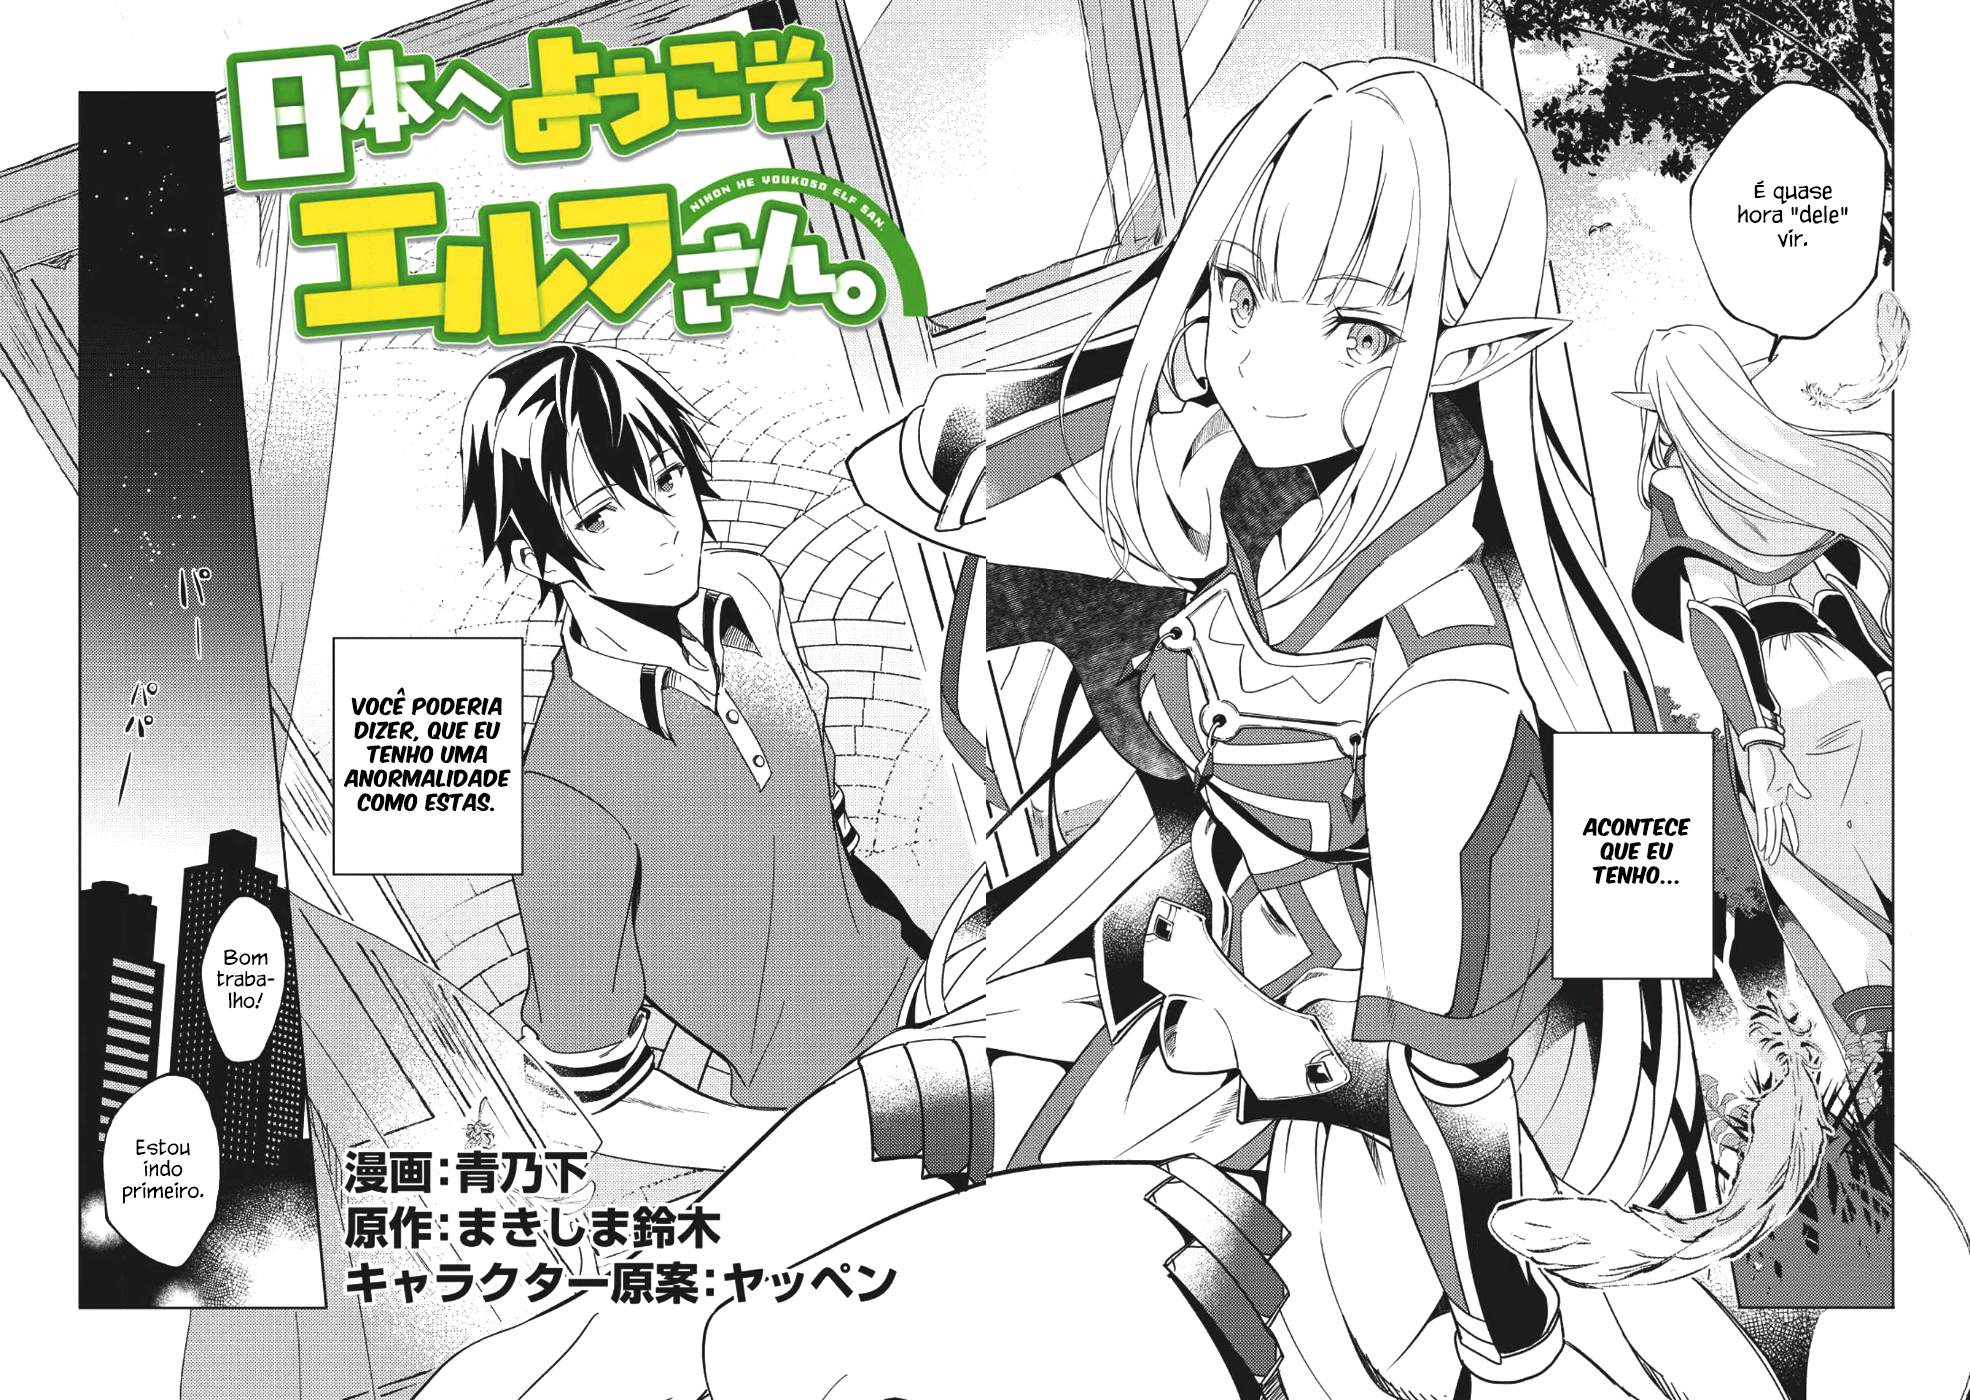 É quase
hora "dele"
vir.
ACONTECE
QUE EU
TENHO...
日本へようこそ
エルフさん。
NIHON HE YOUKOSO ELF SAN.
VOCÊ PODERIA
DIZER, QUE EU
TENHO UMA
ANORMALIDADE
COMO ESTAS.
パ
パ
ー
パ
パ
ー
Bom
traba-
lho!
Estou
indo
primeiro.
漫画：青乃下
原作：まきしま鈴木
キャラクター原案：ヤッペン